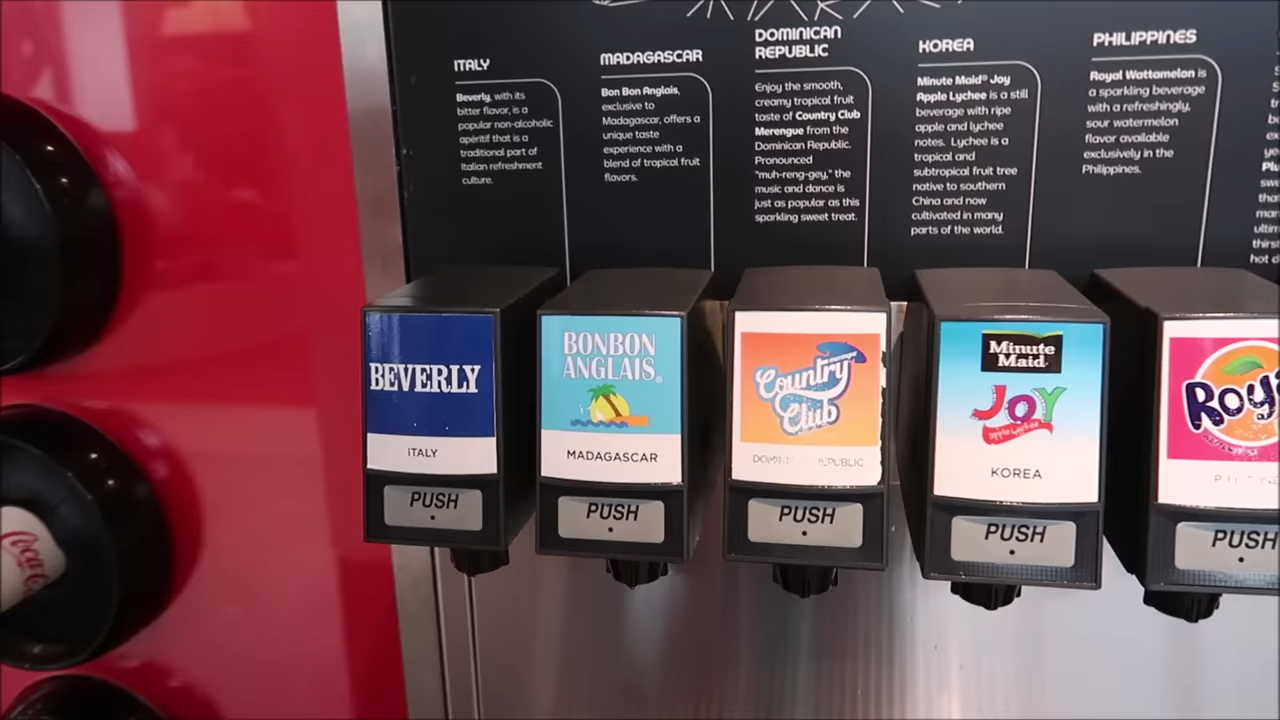 ITALY
Beverly, with its
bitter flavor, is a
popular non-alcoholic
apéritif that is a
traditional part of
Italian refreshment
culture.
MADAGASCAR
Bon Bon Anglais,
exclusive to
Madagascar, offers a
unique taste
experience with a
blend of tropical fruit
flavors.
DOMINICAN
REPUBLIC
Enjoy the smooth,
creamy tropical fruit
taste of Country Club
Merengue from the
Dominican Republic.
Pronounced
"muh-reng-gey," the
music and dance is
just as popular as this
sparkling sweet treat.
KOREA
Minute Maid® Joy
Apple Lychee is a still
beverage with ripe
apple and lychee
notes. Lychee is a
tropical and
subtropical fruit tree
native to southern
China and now
cultivated in many
parts of the world.
PHILIPPINES
Royal Wattamelon is
a sparkling beverage
with a refreshingly,
sour watermelon
flavor available
exclusively in the
Philippines.
hot d
BEVERLY
ITALY
PUSH
BONBON
ANGLAIS®
MADAGASCAR
PUSH
merengue
Country
Club
REPUBLIC
PUSH
Minute
Maid
JOY
apple lychee
KOREA
PUSH
Roy
PUSH
Coca